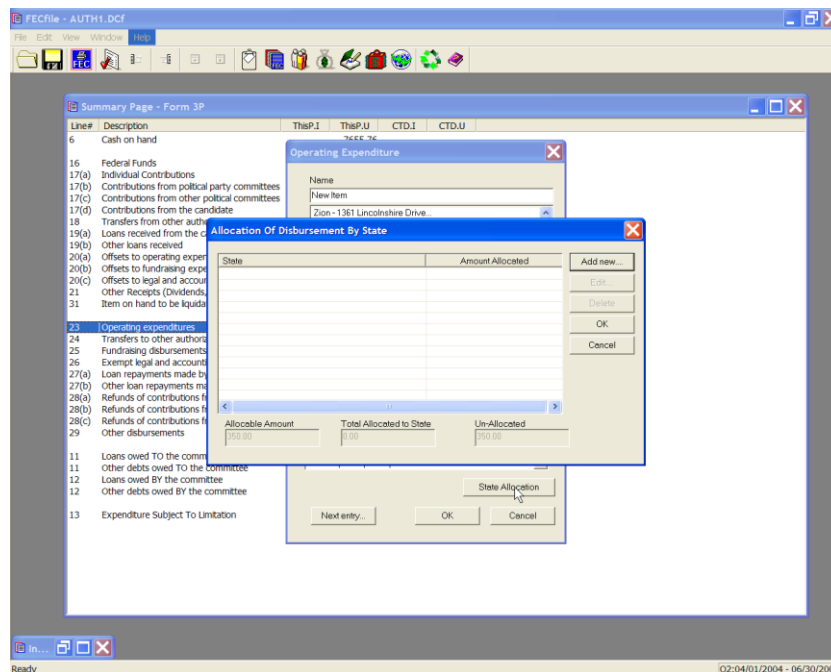 FECfile - AUTH1.DCf
File Edit View Window Help
FEC
Summary Page - Form 3P
Line# Description ThisP.I ThisP.U CTD.I CTD.U
6 Cash on hand 7655.76
16 Federal Funds
17(a) Individual Contributions
17(b) Contributions from political party committees
17(c) Contributions from other political committees
17(d) Contributions from the candidate
18 Transfers from other autho
19(a) Loans received from the ca
19(b) Other loans received
20(a) Offsets to operating exper
20(b) Offsets to fundraising expe
20(c) Offsets to legal and accour
21 Other Receipts (Dividends,
31 Item on hand to be liquida
23 Operating expenditures
24 Transfers to other authoriz
25 Fundraising disbursements
26 Exempt legal and accounti
27(a) Loan repayments made by
27(b) Other loan repayments ma
28(a) Refunds of contributions fr
28(b) Refunds of contributions fr
28(c) Refunds of contributions fr
29 Other disbursements
11 Loans owed TO the comm
11 Other debts owed TO the committee
12 Loans owed BY the committee
12 Other debts owed BY the committee
13 Expenditure Subject To Limitation
Operating Expenditure
Name
New Item
Zion - 1361 Lincolnshire Drive...
Allocation Of Disbursement By State
State Amount Allocated
Add new...
Edit...
Delete
OK
Cancel
Allocable Amount Total Allocated to State Un-Allocated
350.00 0.00 350.00
State Allocation
Next entry... OK Cancel
In...
Ready
Q2:04/01/2004 - 06/30/200